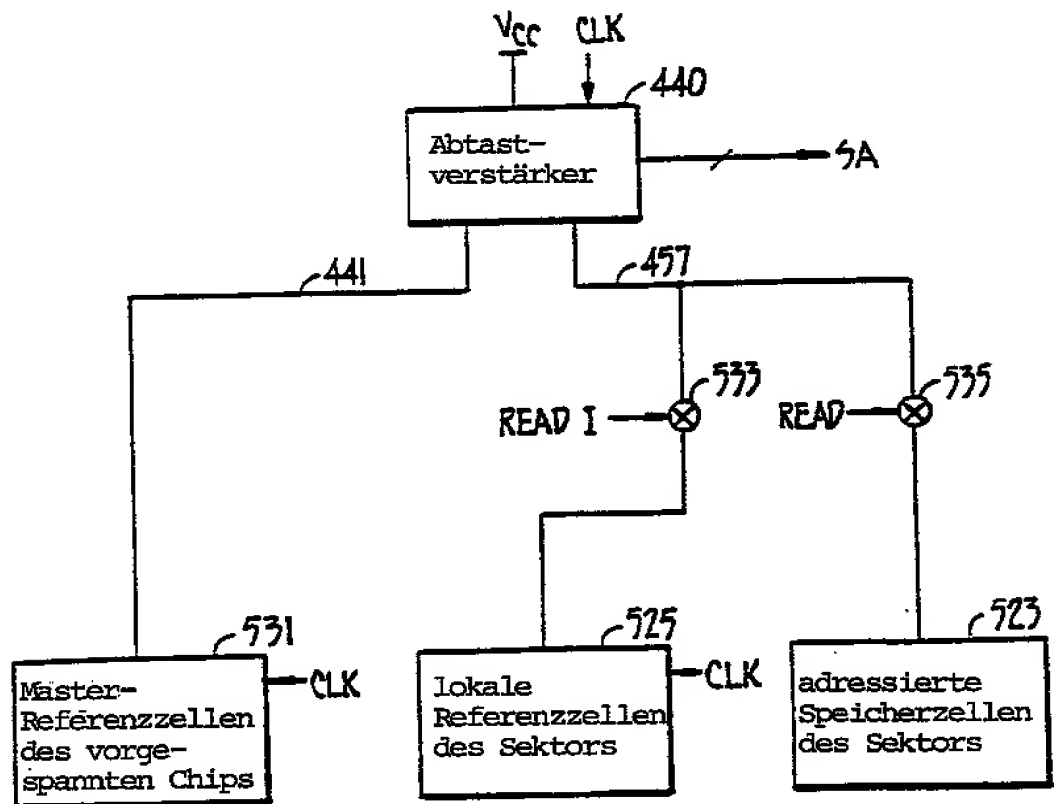 Vcc
CLK
440
Abtast-
verstärker
SA
441
457
533
535
READ I
READ
531
525
523
CLK
CLK
Master-
Referenzzellen
des vorge-
spannten Chips
lokale
Referenzzellen
des Sektors
adressierte
Speicherzellen
des Sektors